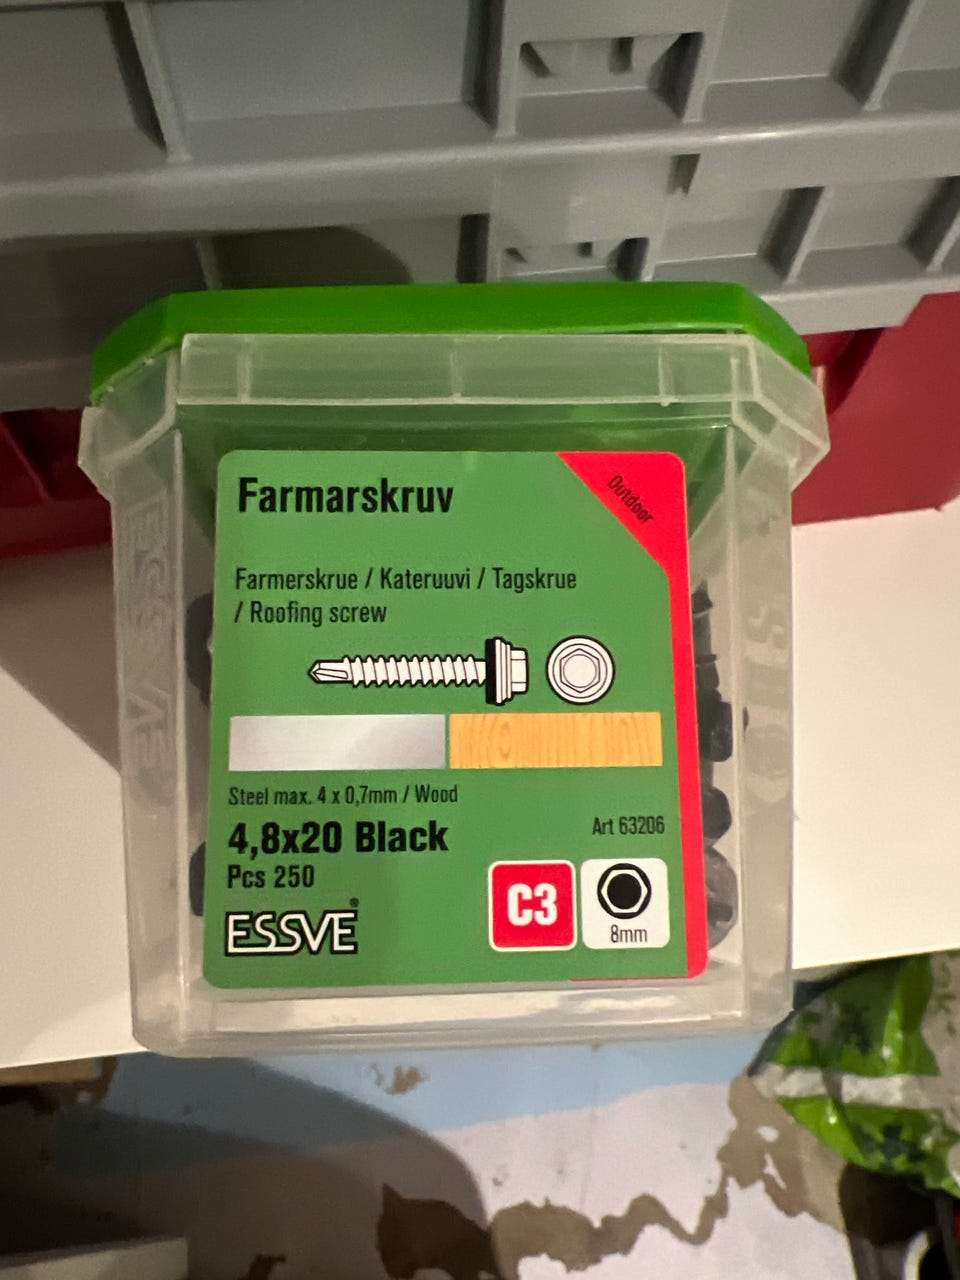 Farmarskruv
Outdoor
Farmerskrue / Kateruuvi / Tagskrue
/ Roofing screw
Steel max. 4 x 0,7mm / Wood
4,8x20 Black
Art 63206
Pcs 250
ESSVE®
C3
8mm
ESSVE